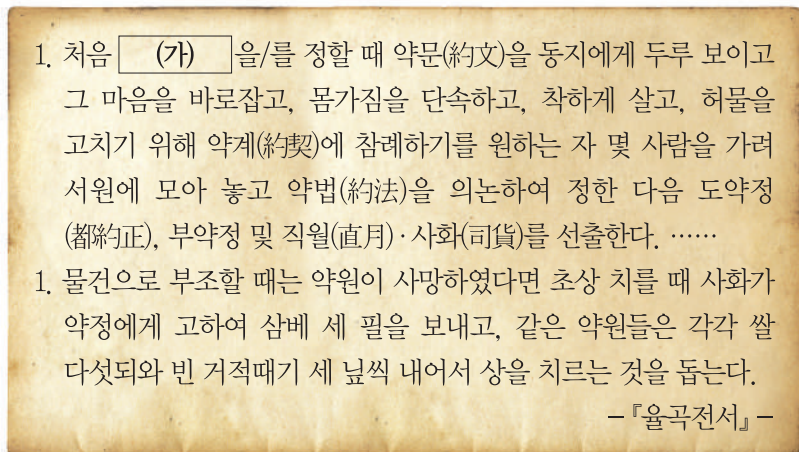 1. 처음 (가) 을/를 정할 때 약문(約文)을 동지에게 두루 보이고
그 마음을 바로잡고, 몸가짐을 단속하고, 착하게 살고, 허물을
고치기 위해 약계(約契)에 참례하기를 원하는 자 몇 사람을 가려
서원에 모아 놓고 약법(約法)을 의논하여 정한 다음 도약정
(都約正), 부약정 및 직월(直月)·사화(司貨)를 선출한다. ……
1. 물건으로 부조할 때는 약원이 사망하였다면 초상 치를 때 사화가
약정에게 고하여 삼베 세 필을 보내고, 같은 약원들은 각각 쌀
다섯되와 빈 거적때기 세 닢씩 내어서 상을 치르는 것을 돕는다.
－『율곡전서』－